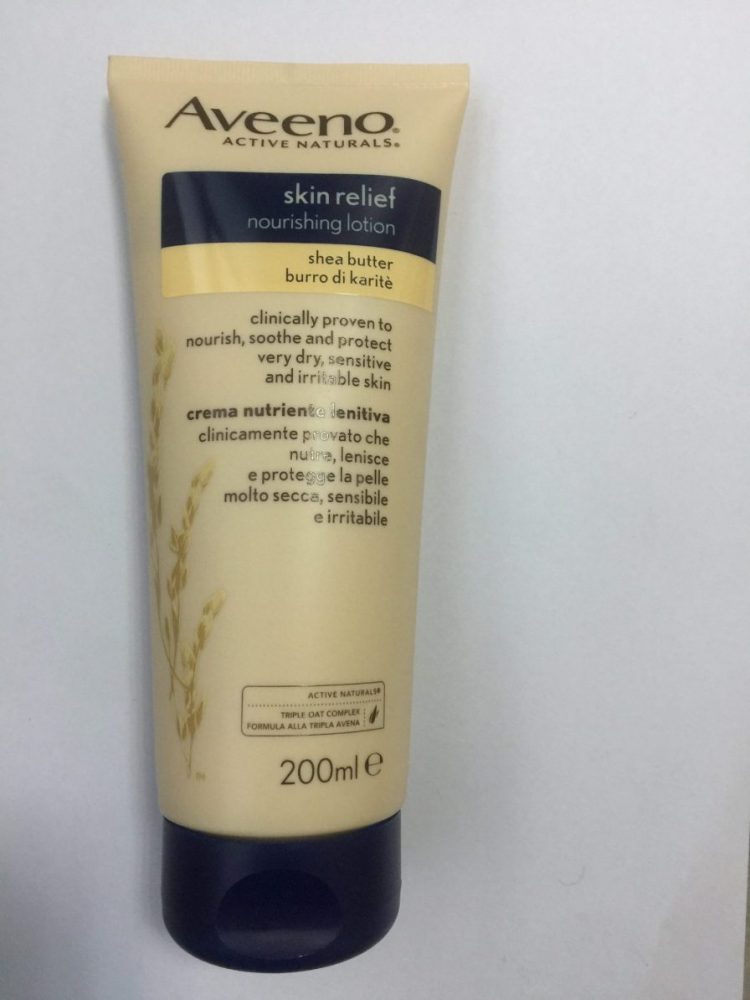 Aveeno®
ACTIVE NATURALS®
skin relief
nourishing lotion
shea butter
burro di karitè
clinically proven to
nourish, soothe and protect
very dry, sensitive
and irritable skin
crema nutriente lenitiva
clinicamente provato che
nutre, lenisce
e protegge la pelle
molto secca, sensibile
e irritabile
ACTIVE NATURALS®
TRIPLE OAT COMPLEX
FORMULA ALLA TRIPLA AVENA
200ml ℮